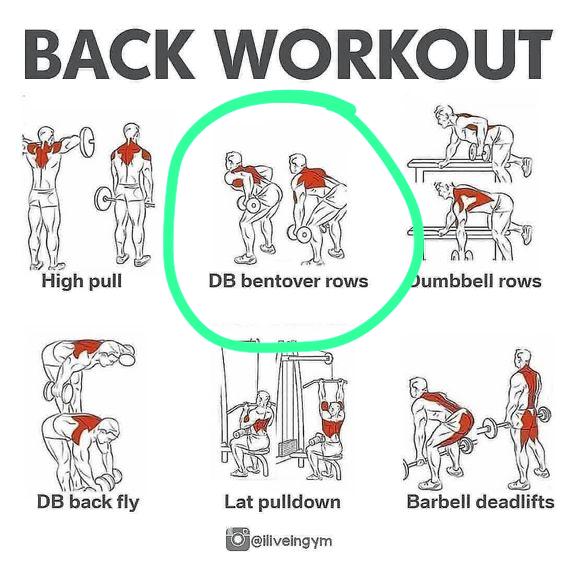 BACK WORKOUT
High pull
DB bentover rows
Dumbbell rows
DB back fly
Lat pulldown
Barbell deadlifts
@iliveingym